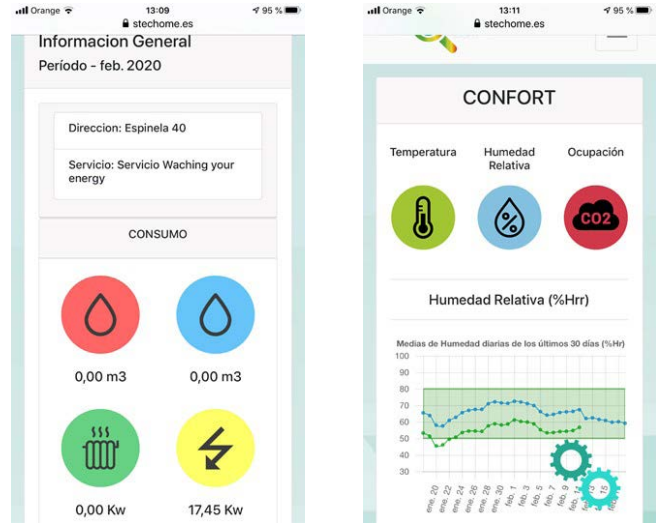 Orange 13:09 95 %
stechome.es
Informacion General
Período - feb. 2020
Direccion: Espinela 40
Servicio: Servicio Waching your
energy
CONSUMO
0,00 m3 0,00 m3
0,00 Kw 17,45 Kw
Orange 13:11 95 %
stechome.es
CONFORT
Temperatura Humedad Ocupación
Relativa
%
CO2
Humedad Relativa (%Hrr)
Medias de Humedad diarias de los últimos 30 días (%Hr)
100
90
80
70
60
50
40
30
ene. 20 ene. 22 ene. 24 ene. 26 ene. 28 ene. 30 feb. 1 feb. 3 feb. 5 feb. 7 feb. 9